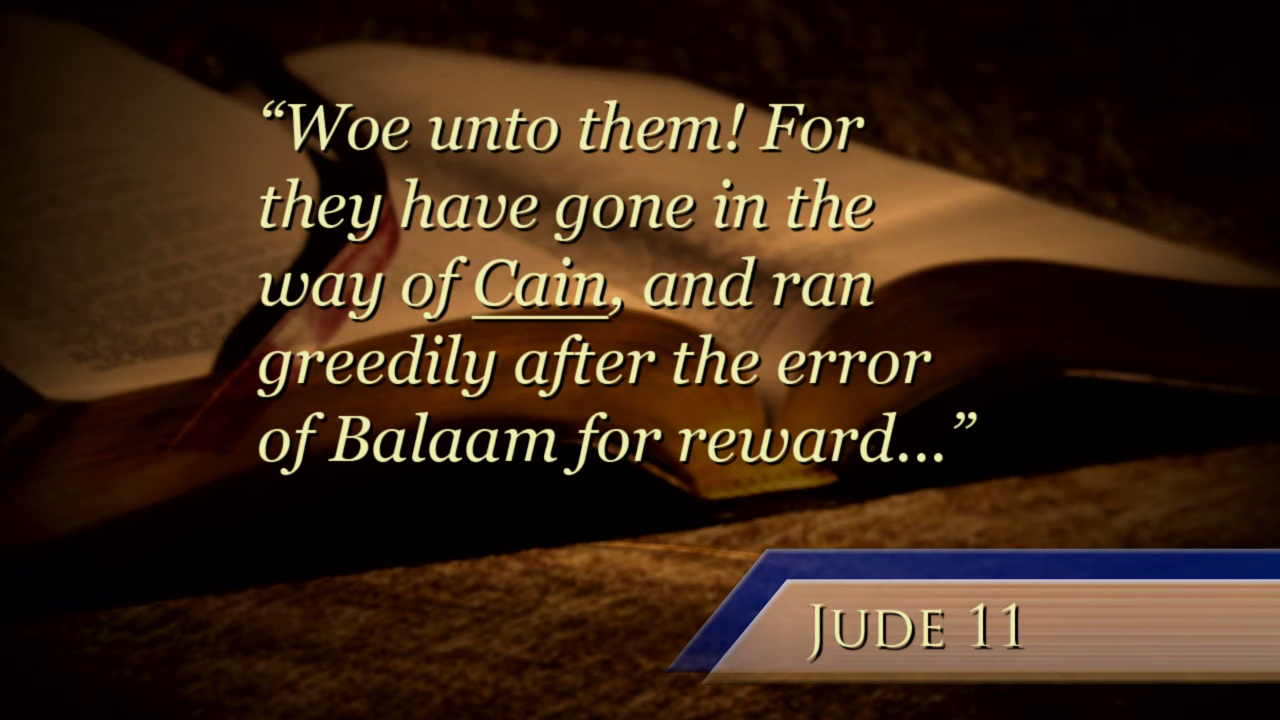 “Woe unto them! For
they have gone in the
way of Cain, and ran
greedily after the error
of Balaam for reward...”
Jude 11